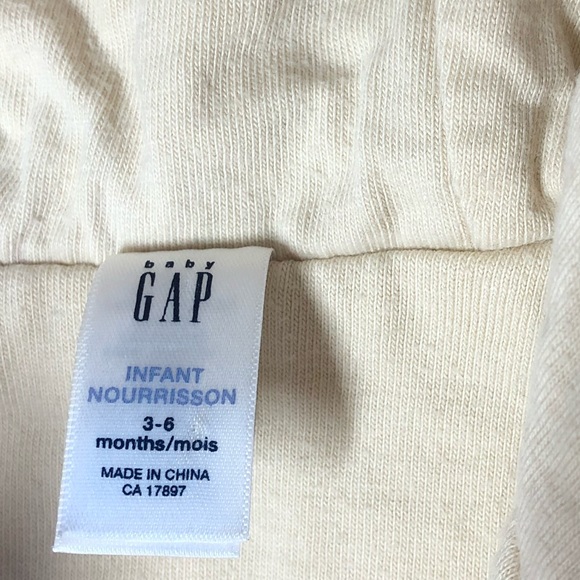 baby
GAP
INFANT
NOURRISSON
3-6
months/mois
MADE IN CHINA
CA 17897